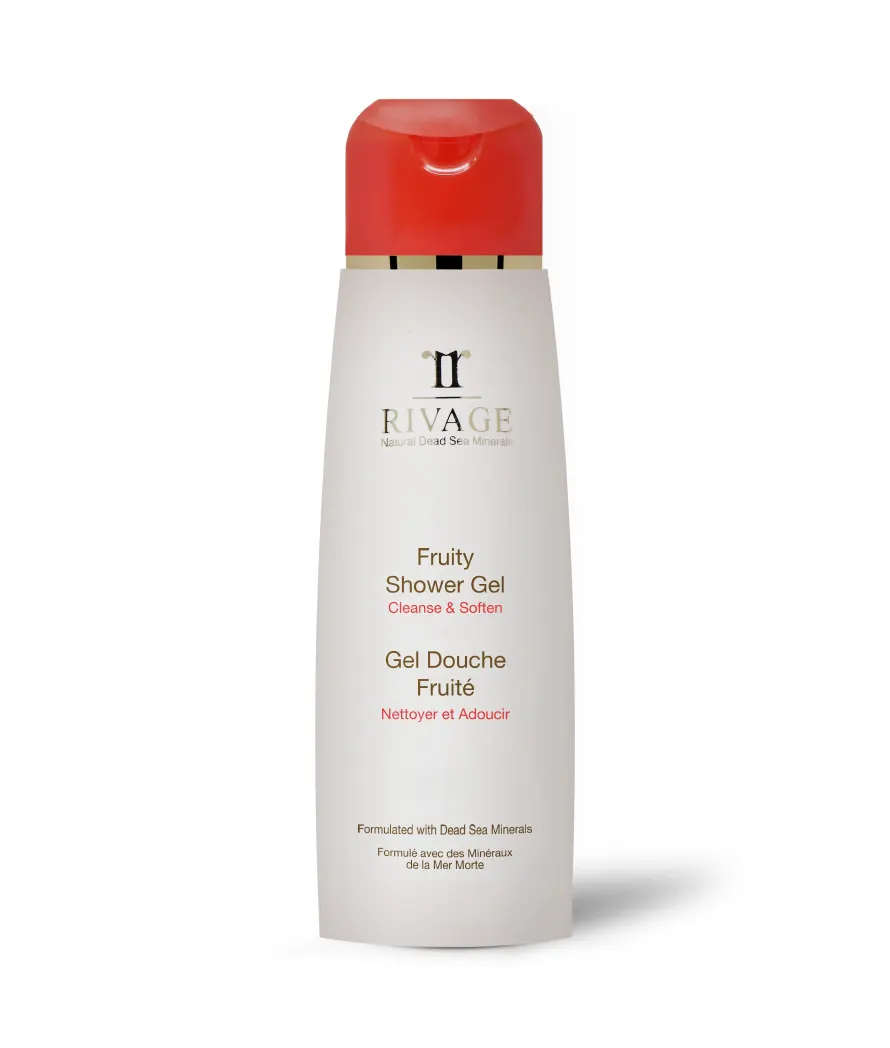 RIVAGE
Natural Dead Sea Minerals
Fruity
Shower Gel
Cleanse & Soften
Gel Douche
Fruité
Nettoyer et Adoucir
Formulated with Dead Sea Minerals
Formulé avec des Minéraux
de la Mer Morte